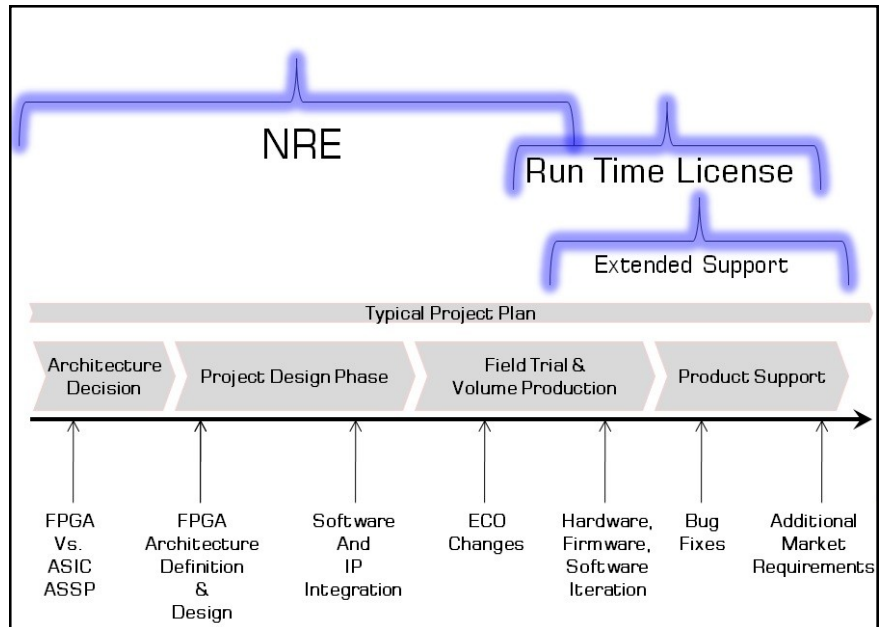 NRE
Run Time License
Extended Support
Typical Project Plan
Architecture
Decision
Project Design Phase
Field Trial &
Volume Production
Product Support
FPGA
Vs.
ASIC
ASSP
FPGA
Architecture
Definition
&
Design
Software
And
IP
Integration
ECO
Changes
Hardware,
Firmware,
Software
Iteration
Bug
Fixes
Additional
Market
Requirements